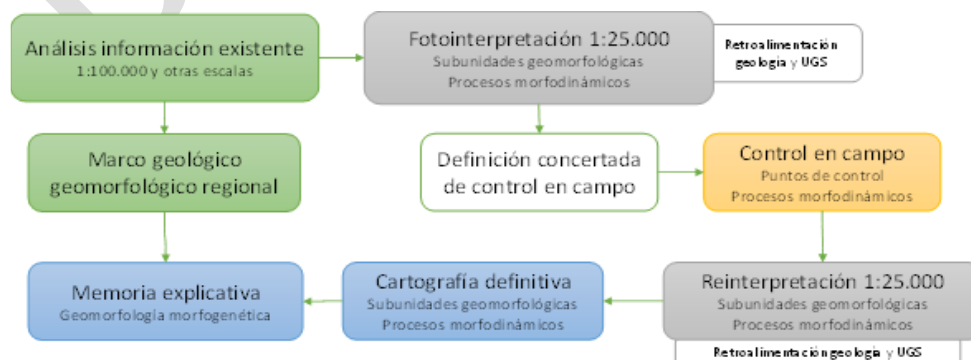 Análisis información existente
1:100.000 y otras escalas
Fotointerpretación 1:25.000
Subunidades geomorfológicas
Procesos morfodinámicos
Retroalimentación
geología y UGS
Marco geológico
geomorfológico regional
Definición concertada
de control en campo
Control en campo
Puntos de control
Procesos morfodinámicos
Memoria explicativa
Geomorfología morfogenética
Cartografía definitiva
Subunidades geomorfológicas
Procesos morfodinámicos
Reinterpretación 1:25.000
Subunidades geomorfológicas
Procesos morfodinámicos
Retroalimentación geología y UGS